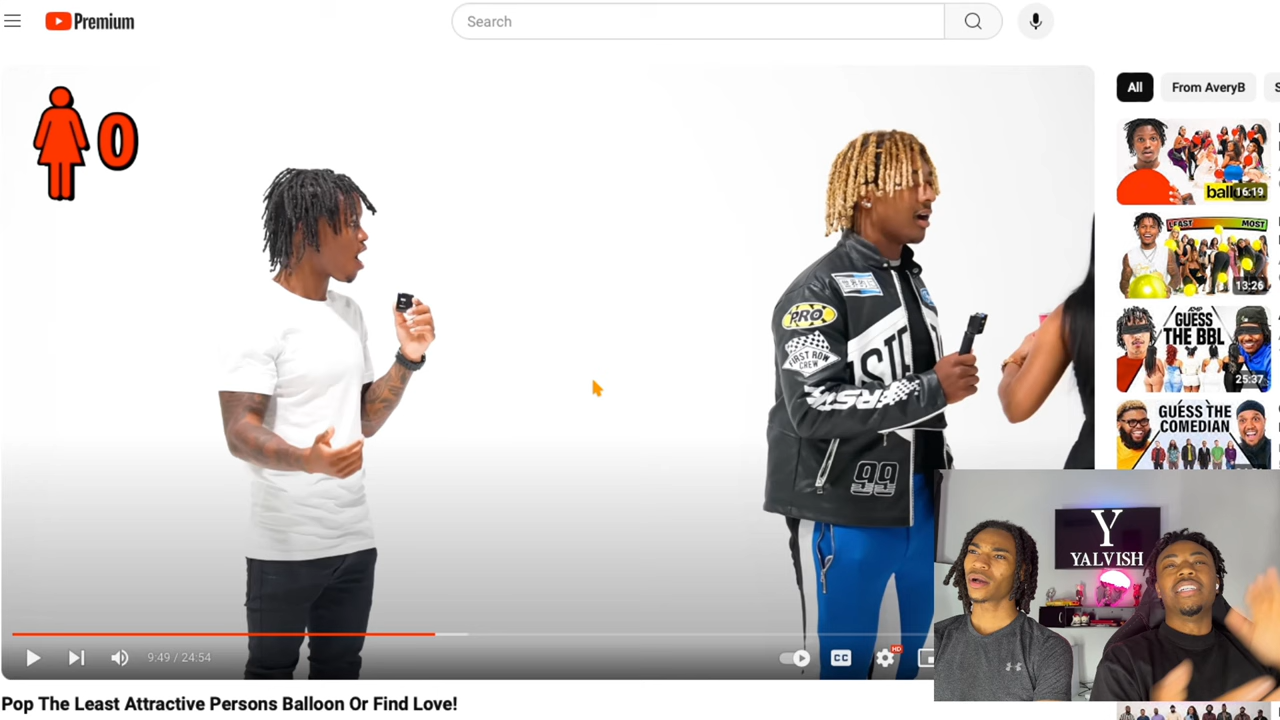 Premium
Search
0
All
From AveryB
S
PRO
FIRST ROW
CREW
99
16:19
LEAST
MOST
13:26
GUESS
THE BBL
25:37
GUESS THE
COMEDIAN
Y
YALVISH
9:49 / 24:54
CC
HD
Pop The Least Attractive Persons Balloon Or Find Love!